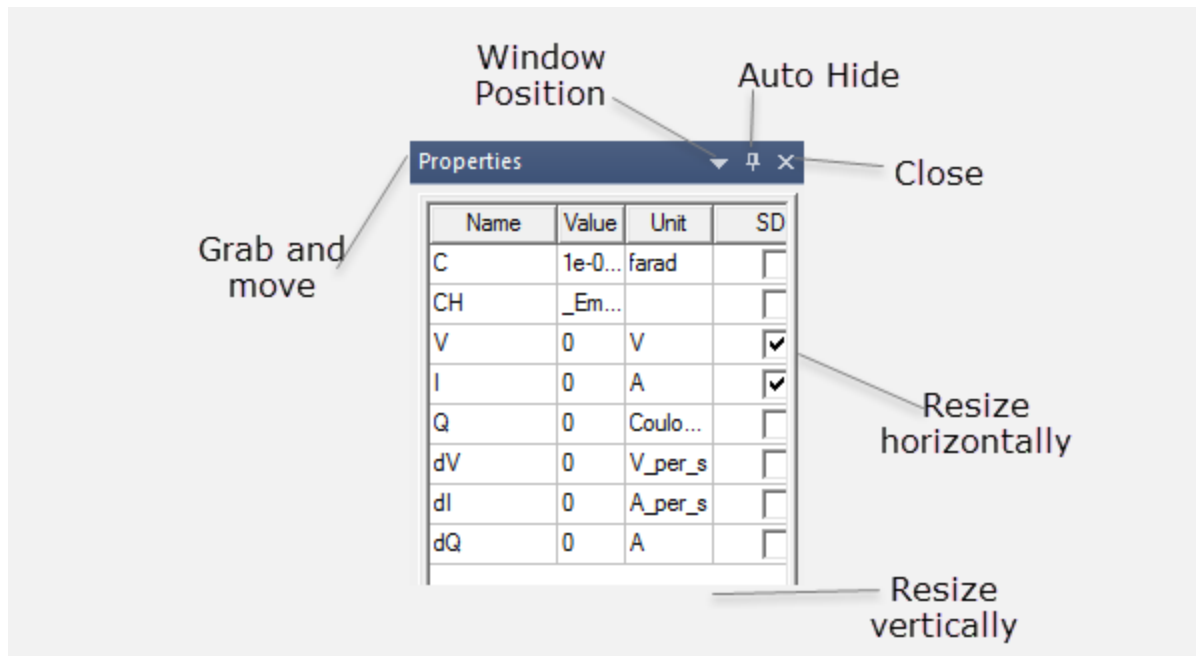 Window
Position
Auto Hide
Properties
Close
Grab and
move
Name Value Unit SD
C 1e-0... farad
CH _Em...
V 0 V
I 0 A
Q 0 Coulo...
dV 0 V_per_s
dI 0 A_per_s
dQ 0 A
Resize
horizontally
Resize
vertically